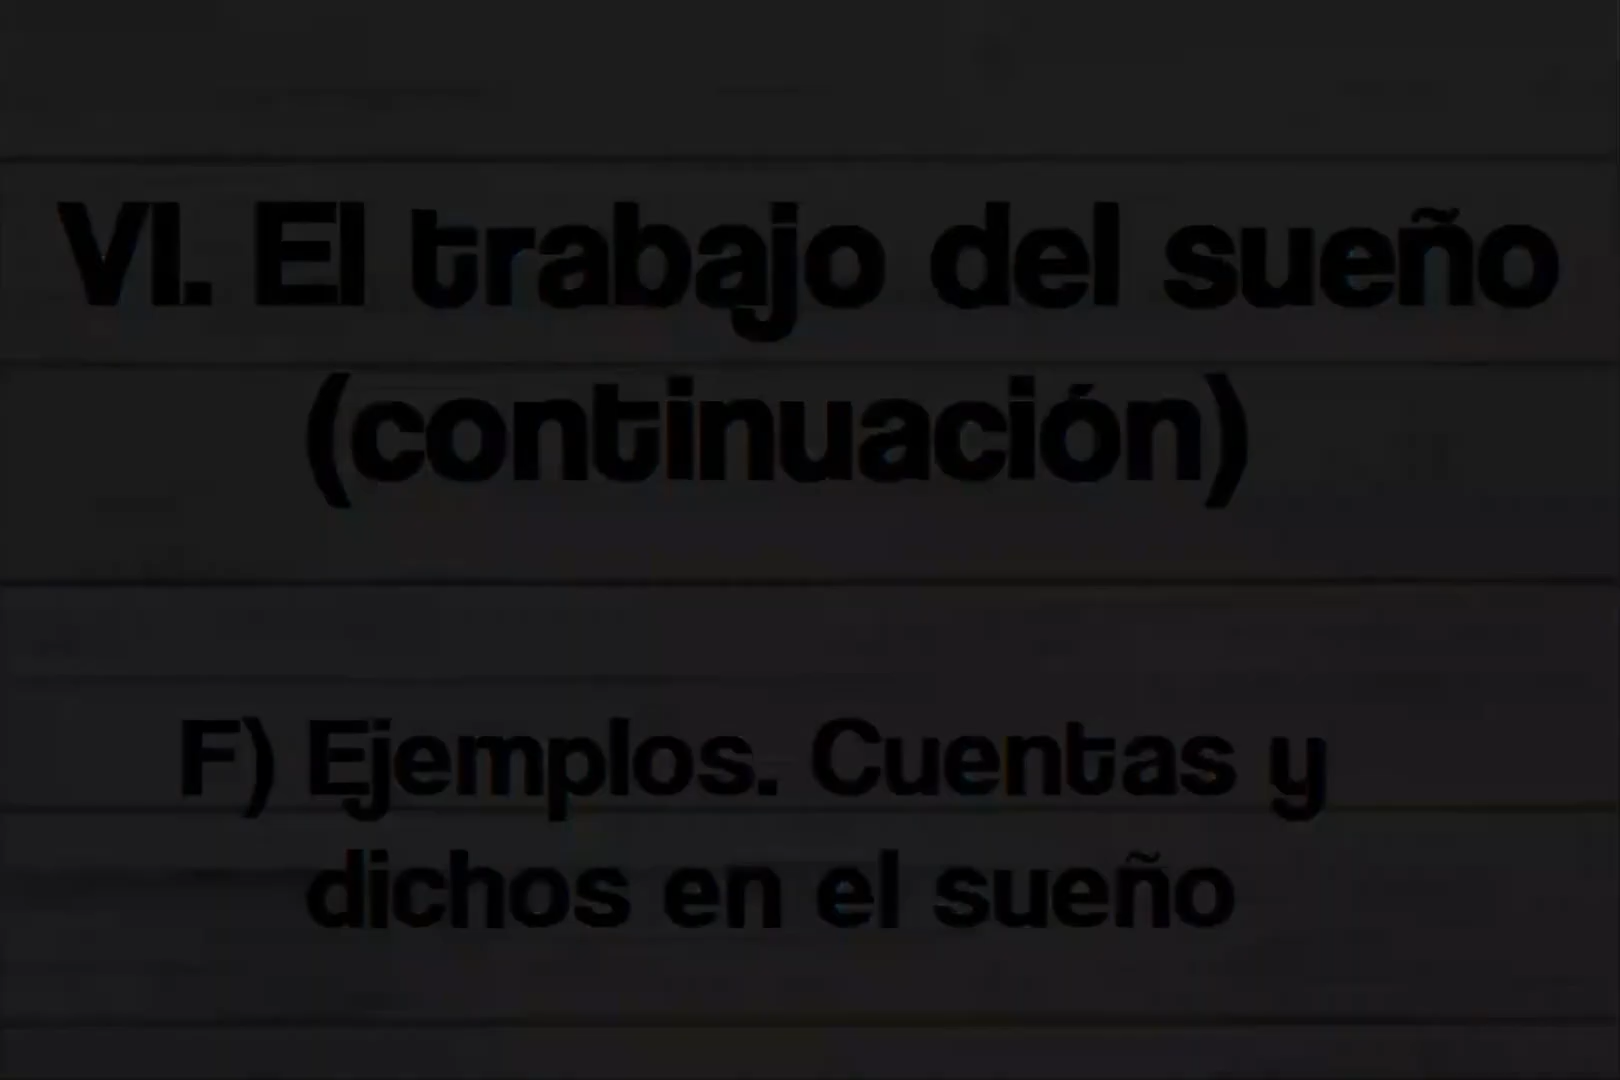 VI. El trabajo del sueño
(continuación)
F) Ejemplos. Cuentas y
dichos en el sueño